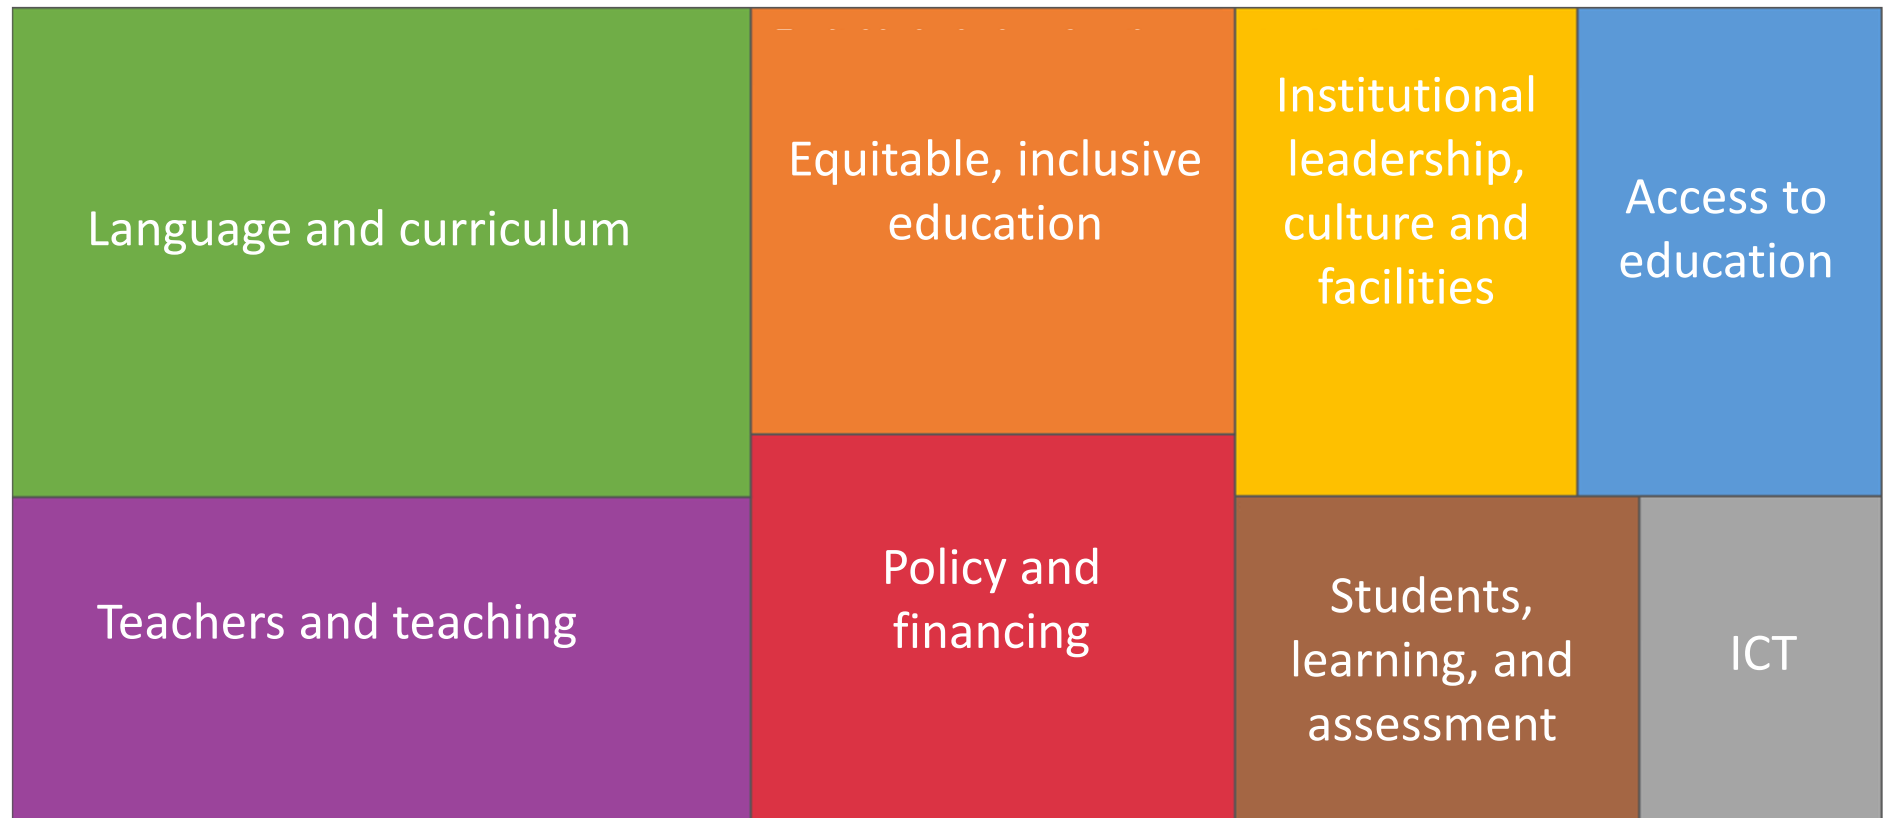 Language and curriculum
Equitable, inclusive
education
Institutional
leadership,
culture and
facilities
Access to
education
Teachers and teaching
Policy and
financing
Students,
learning, and
assessment
ICT